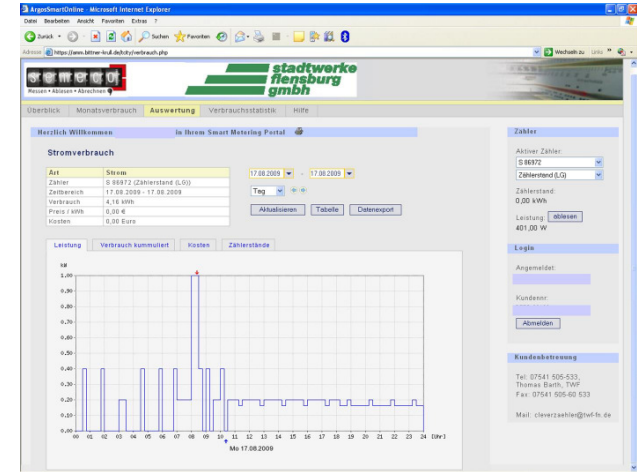 ArgosSmartOnline - Microsoft Internet Explorer
Datei Bearbeiten Ansicht Favoriten Extras ?
Zurück Suchen Favoriten
Adresse https://www.bittner-krull.de/kcity/verbrauch.php Wechseln zu Links
Messen • Ablesen • Abrechnen
stadtwerke
flensburg
gmbh
Überblick Monatsverbrauch Auswertung Verbrauchsstatistik Hilfe
Herzlich Willkommen in Ihrem Smart Metering Portal
Stromverbrauch
Art Strom
Zähler S 86972 (Zählerstand (LG))
Zeitbereich 17.08.2009 - 17.08.2009
Verbrauch 4,16 kWh
Preis / kWh 0,00 €
Kosten 0,00 Euro
17.08.2009 - 17.08.2009
Tag
Aktualisieren Tabelle Datenexport
Leistung Verbrauch kummuliert Kosten Zählerstände
kW
1,00
0,90
0,80
0,70
0,60
0,50
0,40
0,30
0,20
0,10
0,00
00 01 02 03 04 05 06 07 08 09 10 11 12 13 14 15 16 17 18 19 20 21 22 23 24 [Uhr]
Mo 17.08.2009
Zähler
Aktiver Zähler:
S 86972
Zählerstand (LG)
Zählerstand:
0,00 kWh
Leistung: ablesen
401,00 W
Login
Angemeldet:
Kundennr.
Abmelden
Kundenbetreuung
Tel: 07541 505-533,
Thomas Barth, TWF
Fax: 07541 505-60 533
Mail: cleverzaehler@twf-fn.de